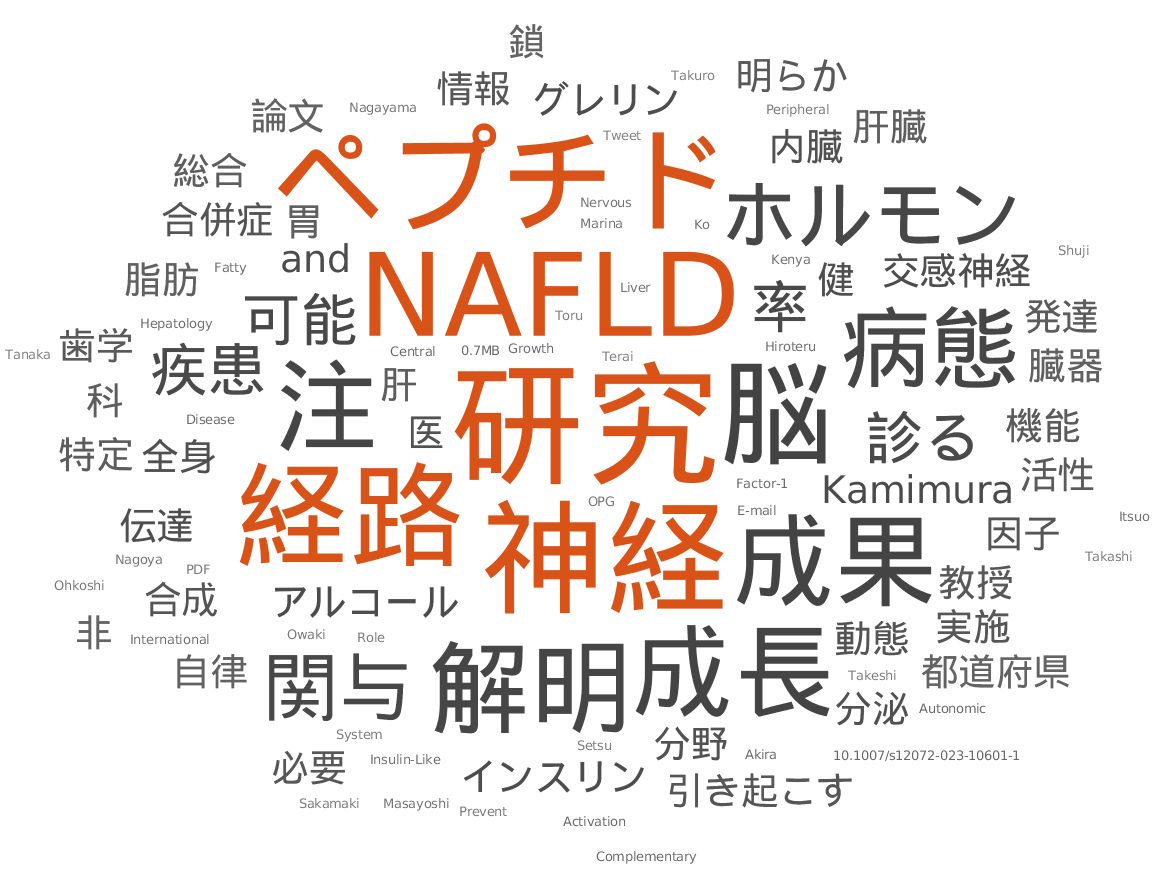 鎖
Takuro
明らか
情報
グレリン
論文
Nagayama
Peripheral
Tweet
肝臓
内臓
総合
ペプチド
Nervous
ホルモン
合併症
胃
Marina
Ko
Shuji
and
Kenya
交感神経
健
脂肪
Fatty
NAFLD
Liver
率
Toru
可能
発達
Hepatology
歯学
Tanaka
Central
0.7MB
Growth
Terai
Hiroteru
病態
疾患
臓器
注
肝
研究
脳
科
Disease
医
診る
機能
特定
全身
活性
Factor-1
Kamimura
経路
OPG
E-mail
Itsuo
伝達
神経
成果
因子
Nagoya
PDF
Takashi
Ohkoshi
合成
アルコール
教授
非
International
Owaki
Role
実施
動態
自律
関与
解明
成長
Takeshi
都道府県
分泌
Autonomic
System
Setsu
分野
Akira
10.1007/s12072-023-10601-1
必要
Insulin-Like
インスリン
引き起こす
Sakamaki
Masayoshi
Prevent
Activation
Complementary